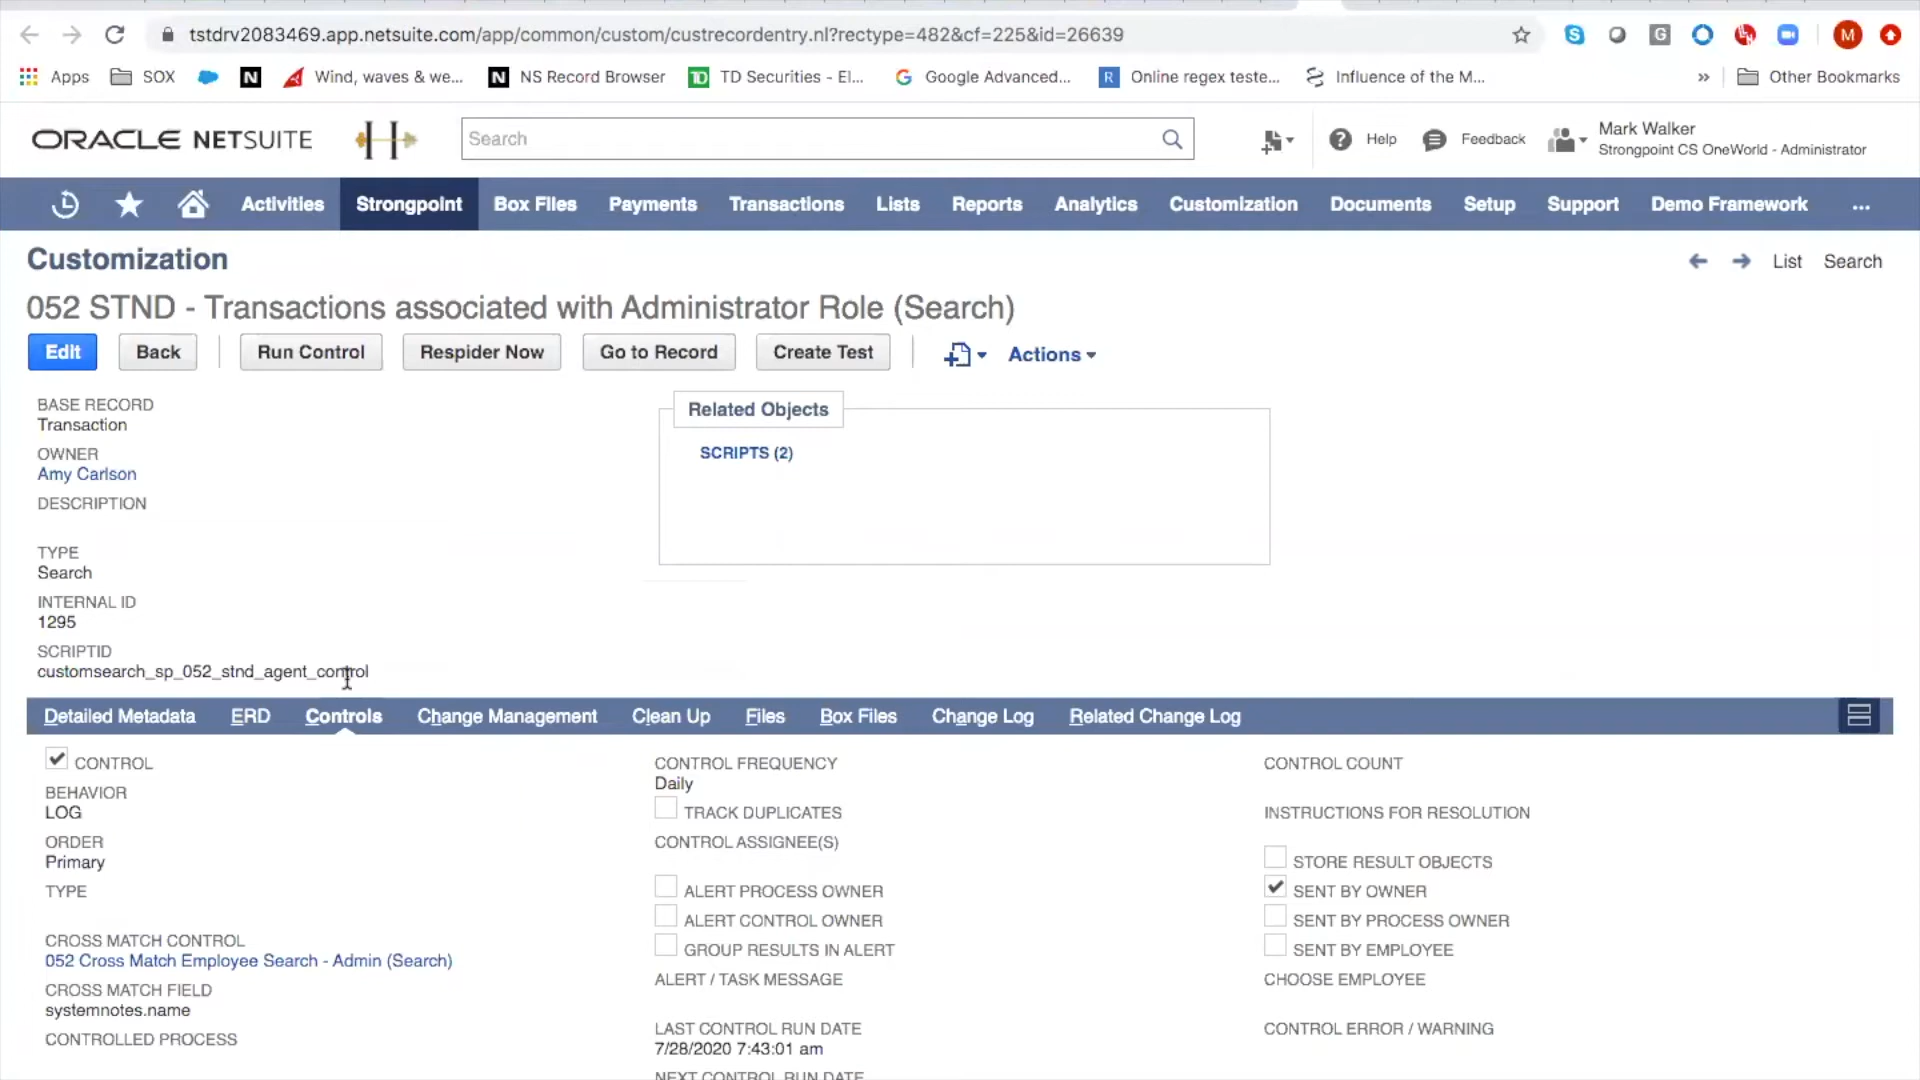 tstdrv2083469.app.netsuite.com/app/common/custom/custrecordentry.nl?rectype=482&cf=225&id=26639
M
Apps SOX N Wind, waves & we... N NS Record Browser TD TD Securities - El... G Google Advanced... R Online regex teste... Influence of the M... » Other Bookmarks
ORACLE NETSUITE Search Help Feedback Mark Walker
Strongpoint CS OneWorld - Administrator
Activities Strongpoint Box Files Payments Transactions Lists Reports Analytics Customization Documents Setup Support Demo Framework ...
Customization List Search
052 STND - Transactions associated with Administrator Role (Search)
Edit Back Run Control Respider Now Go to Record Create Test Actions
BASE RECORD
Transaction
OWNER
Amy Carlson
DESCRIPTION
TYPE
Search
INTERNAL ID
1295
SCRIPTID
customsearch_sp_052_stnd_agent_control
Related Objects
SCRIPTS (2)
Detailed Metadata ERD Controls Change Management Clean Up Files Box Files Change Log Related Change Log
CONTROL
BEHAVIOR
LOG
ORDER
Primary
TYPE
CROSS MATCH CONTROL
052 Cross Match Employee Search - Admin (Search)
CROSS MATCH FIELD
systemnotes.name
CONTROLLED PROCESS
CONTROL FREQUENCY
Daily
TRACK DUPLICATES
CONTROL ASSIGNEE(S)
ALERT PROCESS OWNER
ALERT CONTROL OWNER
GROUP RESULTS IN ALERT
ALERT / TASK MESSAGE
LAST CONTROL RUN DATE
7/28/2020 7:43:01 am
NEXT CONTROL RUN DATE
CONTROL COUNT
INSTRUCTIONS FOR RESOLUTION
STORE RESULT OBJECTS
SENT BY OWNER
SENT BY PROCESS OWNER
SENT BY EMPLOYEE
CHOOSE EMPLOYEE
CONTROL ERROR / WARNING